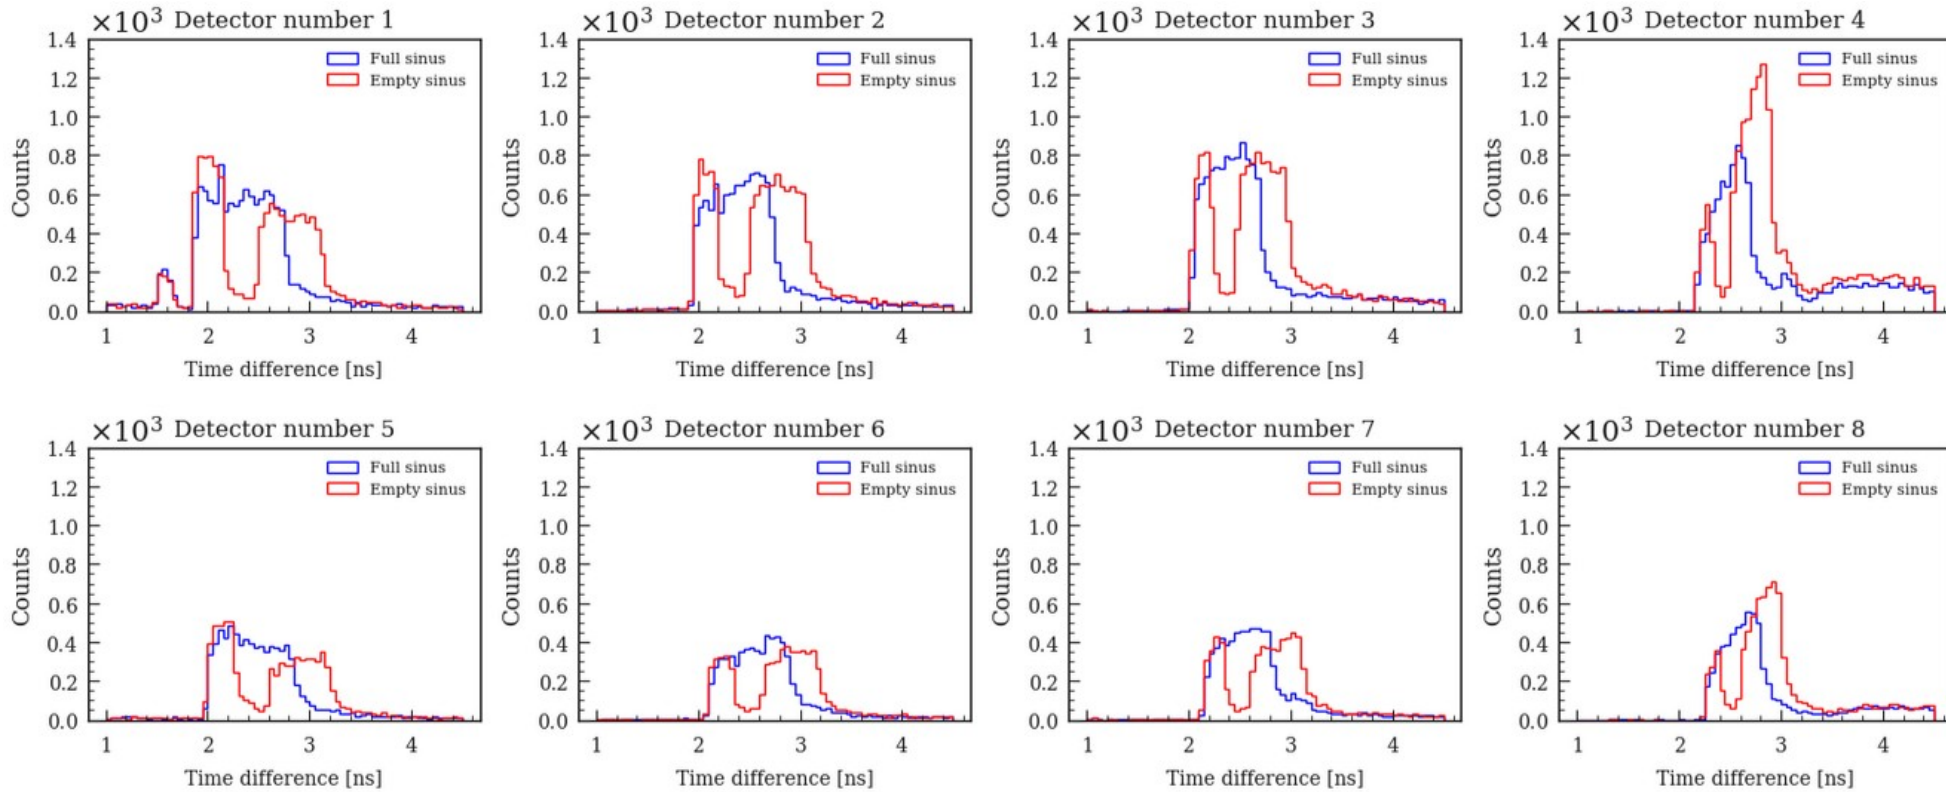 ×10³ Detector number 1
Full sinus
Empty sinus
1.4
1.2
1.0
0.8
0.6
0.4
0.2
0.0
Counts
1 2 3 4
Time difference [ns]
×10³ Detector number 2
Full sinus
Empty sinus
1.4
1.2
1.0
0.8
0.6
0.4
0.2
0.0
Counts
1 2 3 4
Time difference [ns]
×10³ Detector number 3
Full sinus
Empty sinus
1.4
1.2
1.0
0.8
0.6
0.4
0.2
0.0
Counts
1 2 3 4
Time difference [ns]
×10³ Detector number 4
Full sinus
Empty sinus
1.4
1.2
1.0
0.8
0.6
0.4
0.2
0.0
Counts
1 2 3 4
Time difference [ns]
×10³ Detector number 5
Full sinus
Empty sinus
1.4
1.2
1.0
0.8
0.6
0.4
0.2
0.0
Counts
1 2 3 4
Time difference [ns]
×10³ Detector number 6
Full sinus
Empty sinus
1.4
1.2
1.0
0.8
0.6
0.4
0.2
0.0
Counts
1 2 3 4
Time difference [ns]
×10³ Detector number 7
Full sinus
Empty sinus
1.4
1.2
1.0
0.8
0.6
0.4
0.2
0.0
Counts
1 2 3 4
Time difference [ns]
×10³ Detector number 8
Full sinus
Empty sinus
1.4
1.2
1.0
0.8
0.6
0.4
0.2
0.0
Counts
1 2 3 4
Time difference [ns]